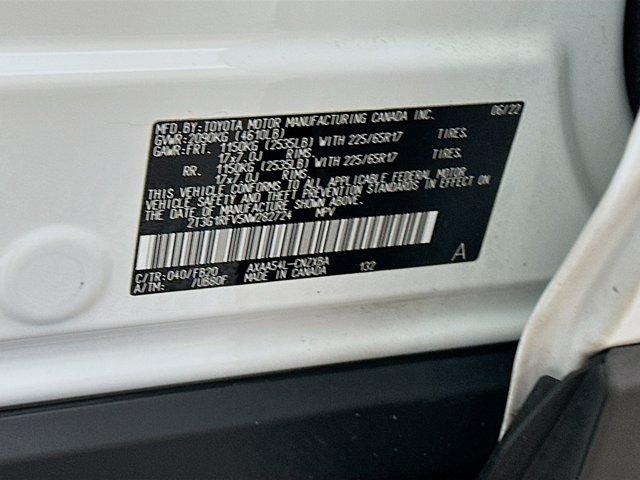 MFD. BY: TOYOTA MOTOR MANUFACTURING CANADA INC. 06/22
GVWR: 2090KG (4610LB)
GAWR: FRT. 1150KG (2535LB) WITH 225/65R17 TIRES.
17x7.0J RIMS
RR. 1150KG (2535LB) WITH 225/65R17 TIRES.
17x7.0J RIMS
THIS VEHICLE CONFORMS TO ALL APPLICABLE FEDERAL MOTOR
VEHICLE SAFETY AND THEFT PREVENTION STANDARDS IN EFFECT ON
THE DATE OF MANUFACTURE SHOWN ABOVE.
2T3G1RFV5NW282724 MPV
C/TR: 040/FB20 AXAA54L-CNZXBA 132 A
A/TM: /UB80F MADE IN CANADA